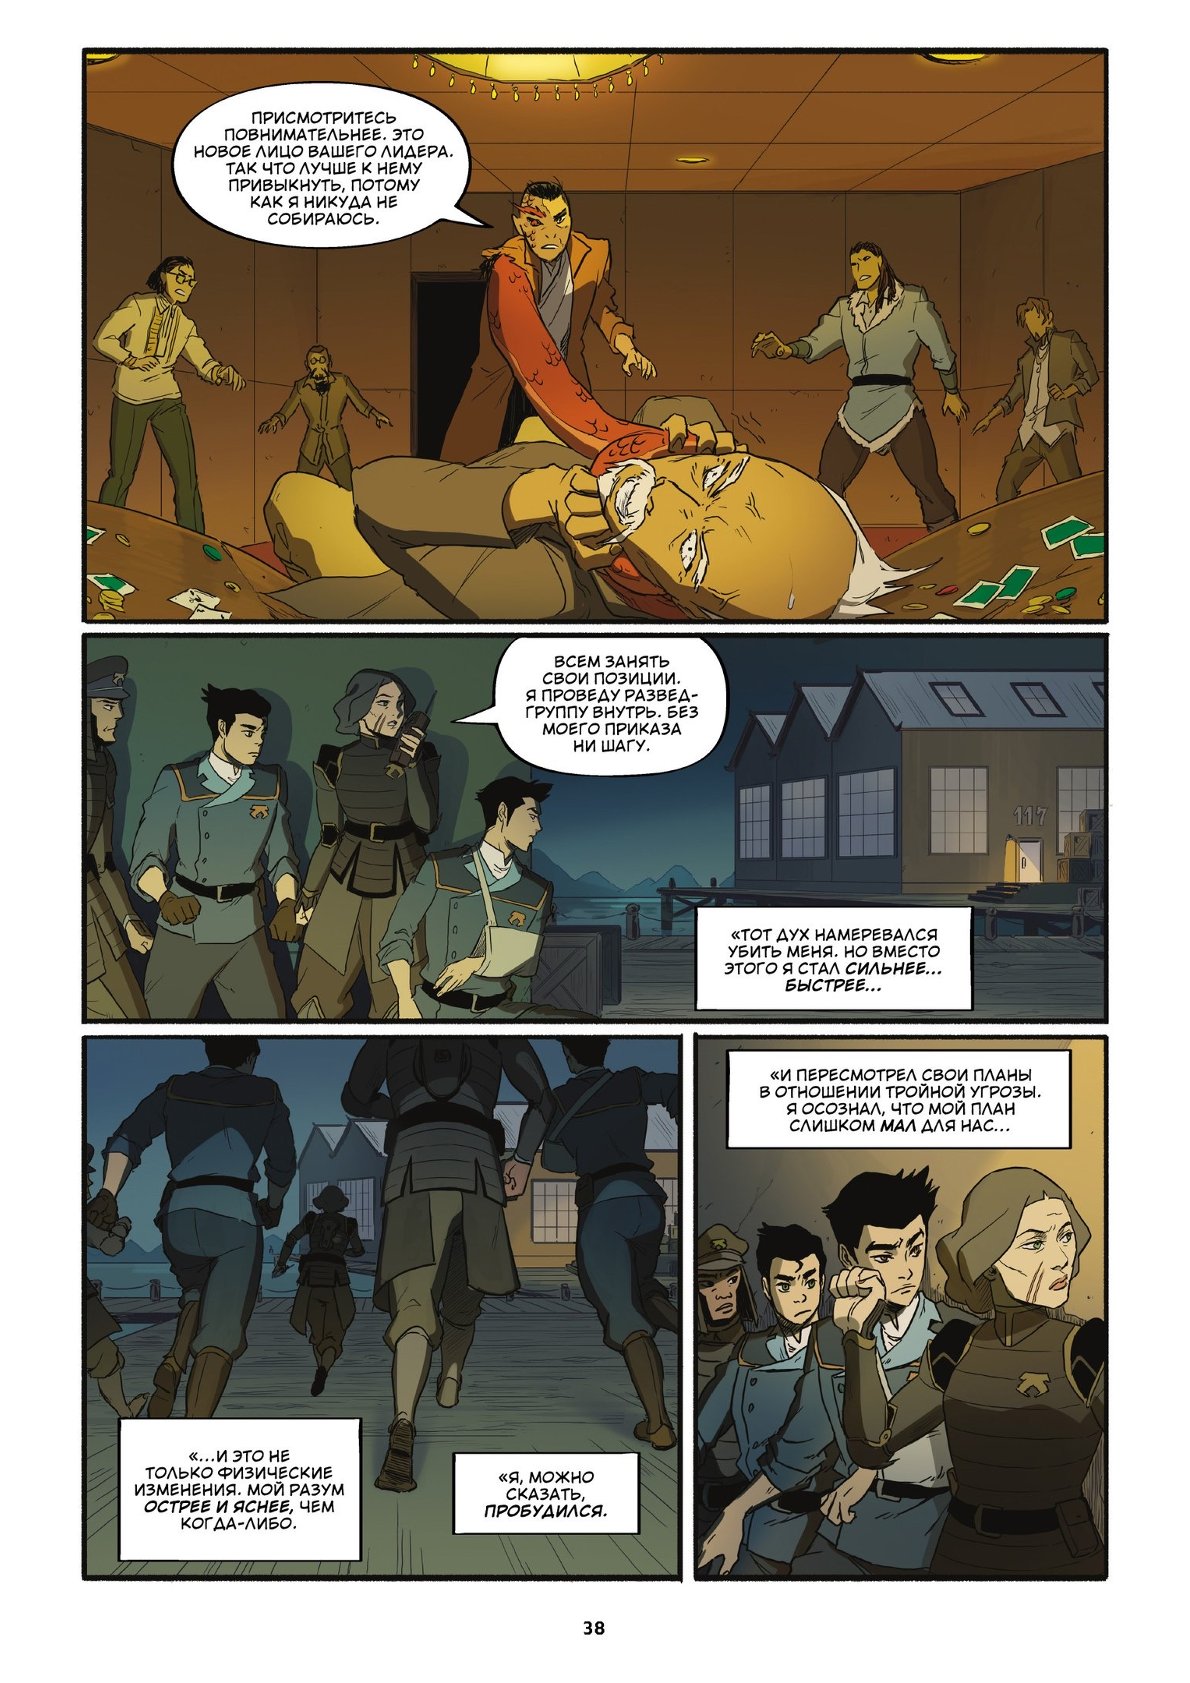 ПРИСМОТРИТЕСЬ
ПОВНИМАТЕЛЬНЕЕ. ЭТО
НОВОЕ ЛИЦО ВАШЕГО ЛИДЕРА.
ТАК ЧТО ЛУЧШЕ К НЕМУ
ПРИВЫКНУТЬ, ПОТОМУ
КАК Я НИКУДА НЕ
СОБИРАЮСЬ.
ВСЕМ ЗАНЯТЬ
СВОИ ПОЗИЦИИ.
Я ПРОВЕДУ РАЗВЕД-
ГРУППУ ВНУТРЬ. БЕЗ
МОЕГО ПРИКАЗА
НИ ШАГУ.
117
«ТОТ ДУХ НАМЕРЕВАЛСЯ
УБИТЬ МЕНЯ. НО ВМЕСТО
ЭТОГО Я СТАЛ СИЛЬНЕЕ...
БЫСТРЕЕ...
«...И ЭТО НЕ
ТОЛЬКО ФИЗИЧЕСКИЕ
ИЗМЕНЕНИЯ. МОЙ РАЗУМ
ОСТРЕЕ И ЯСНЕЕ, ЧЕМ
КОГДА-ЛИБО.
«Я, МОЖНО
СКАЗАТЬ,
ПРОБУДИЛСЯ.
«И ПЕРЕСМОТРЕЛ СВОИ ПЛАНЫ
В ОТНОШЕНИИ ТРОЙНОЙ УГРОЗЫ.
Я ОСОЗНАЛ, ЧТО МОЙ ПЛАН
СЛИШКОМ МАЛ ДЛЯ НАС...
38